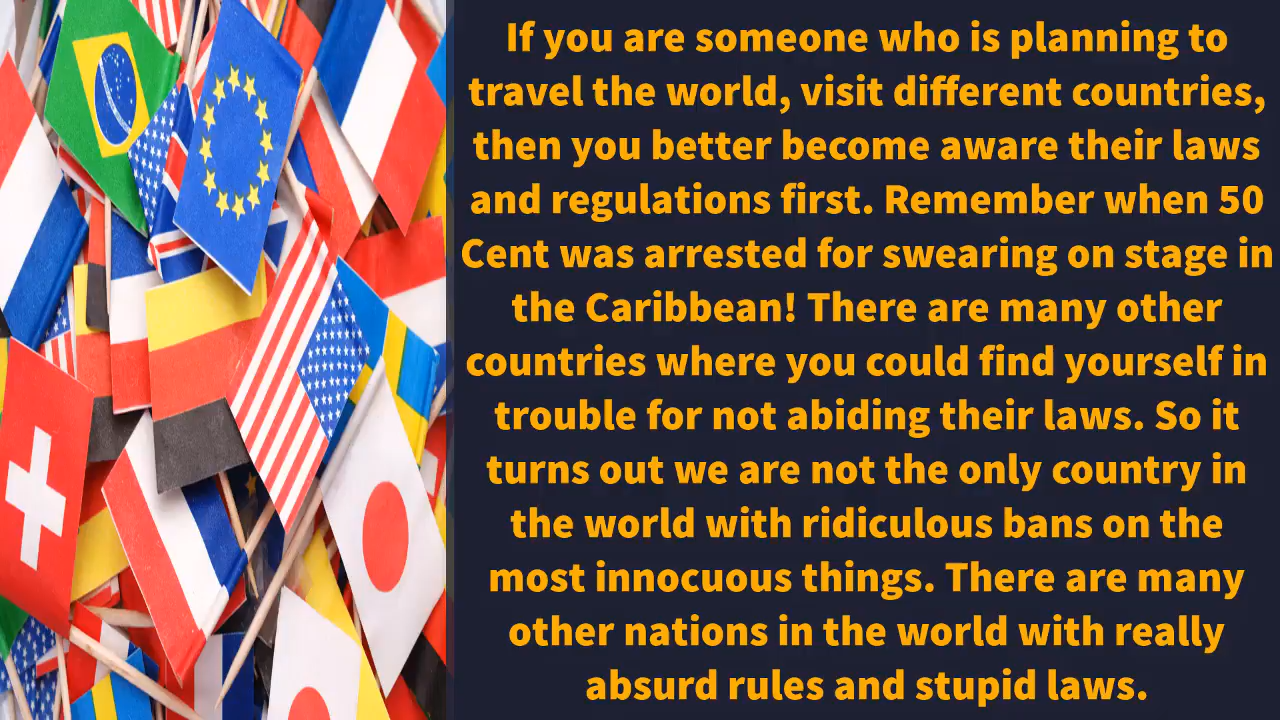 If you are someone who is planning to
travel the world, visit different countries,
then you better become aware their laws
and regulations first. Remember when 50
Cent was arrested for swearing on stage in
the Caribbean! There are many other
countries where you could find yourself in
trouble for not abiding their laws. So it
turns out we are not the only country in
the world with ridiculous bans on the
most innocuous things. There are many
other nations in the world with really
absurd rules and stupid laws.